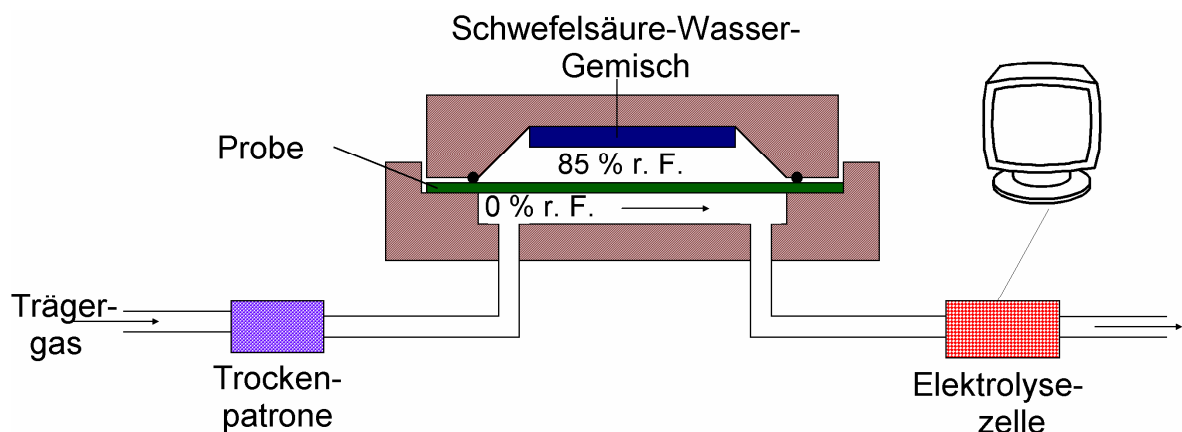 Schwefelsäure-Wasser-
Gemisch
Probe
85 % r. F.
0 % r. F.
Träger-
gas
Trocken-
patrone
Elektrolyse-
zelle